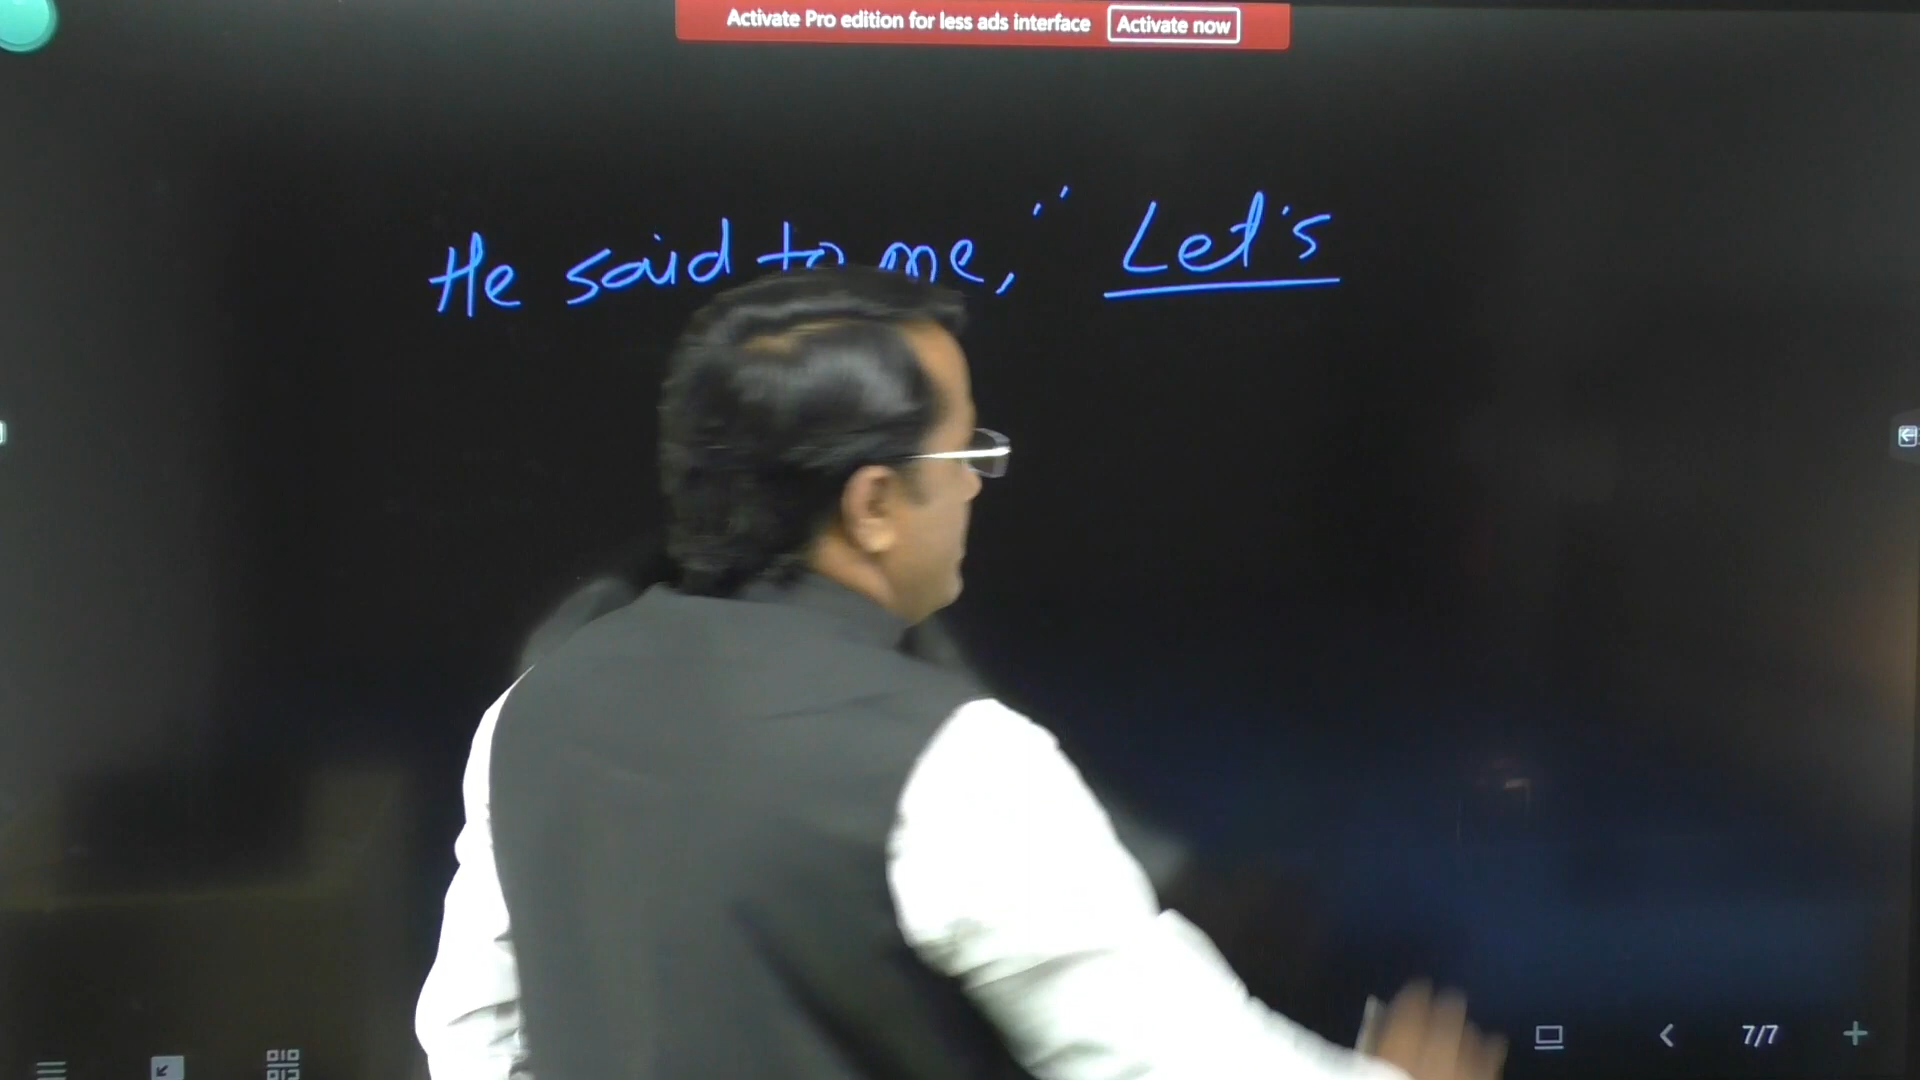 Activate Pro edition for less ads interface Activate now
He said to me, " Let's
7/7